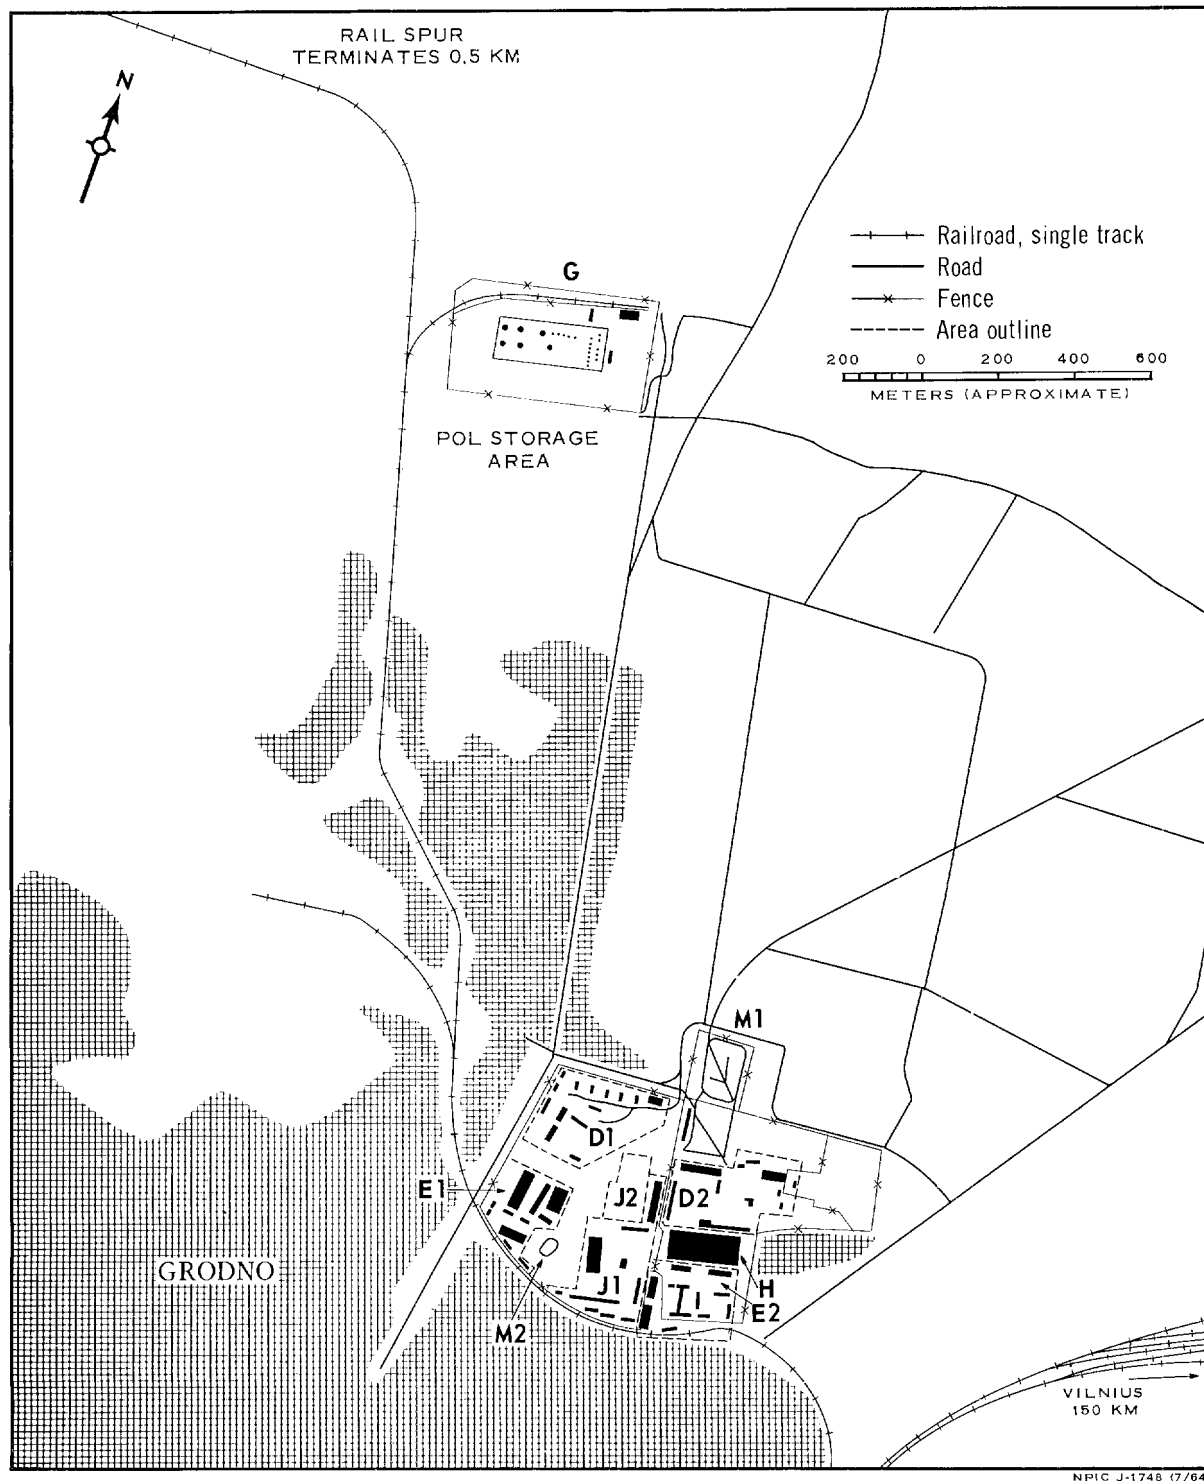 RAIL SPUR
TERMINATES 0.5 KM
N
Railroad, single track
Road
Fence
Area outline
200 0 200 400 600
METERS (APPROXIMATE)
G
POL STORAGE
AREA
M1
D1
E1
J2
D2
GRODNO
J1
H
E2
M2
VILNIUS
150 KM
NPIC J-1748 (7/64